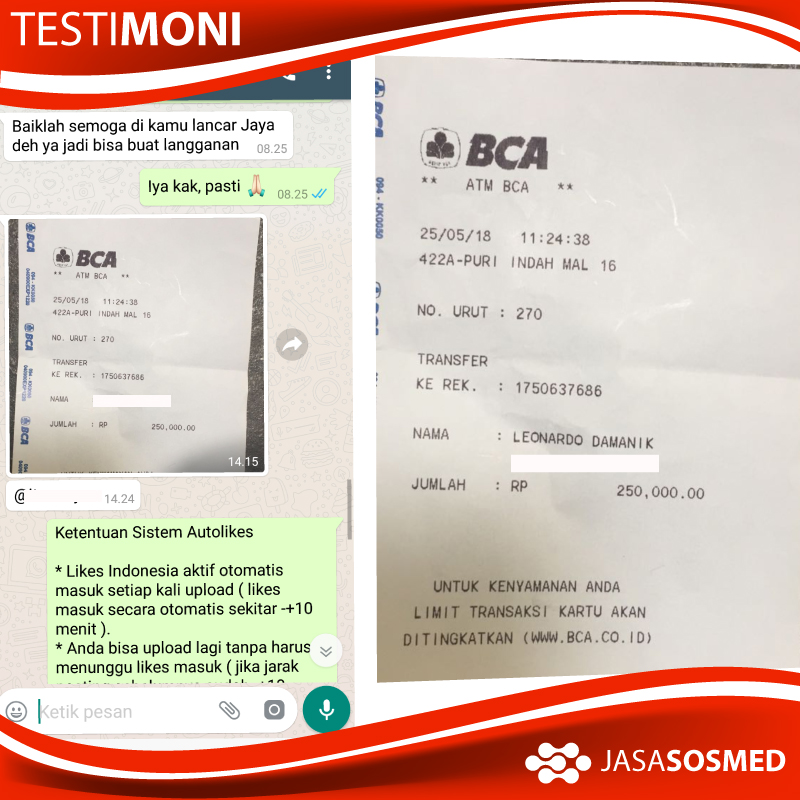 TESTIMONI
Baiklah semoga di kamu lancar Jaya
deh ya jadi bisa buat langganan 08.25
Iya kak, pasti 🙏 08.25
BCA
** ATM BCA **
25/05/18 11:24:38
422A-PURI INDAH MAL 16
NO. URUT : 270
TRANSFER
KE REK. : 1750637686
NAMA
JUMLAH : RP 250,000.00
14.15
@ 14.24
Ketentuan Sistem Autolikes
* Likes Indonesia aktif otomatis
masuk setiap kali upload ( likes
masuk secara otomatis sekitar -+10
menit ).
* Anda bisa upload lagi tanpa harus
menunggu likes masuk ( jika jarak
Ketik pesan
BCA
** ATM BCA **
25/05/18 11:24:38
422A-PURI INDAH MAL 16
NO. URUT : 270
TRANSFER
KE REK. : 1750637686
NAMA : LEONARDO DAMANIK
JUMLAH : RP 250,000.00
UNTUK KENYAMANAN ANDA
LIMIT TRANSAKSI KARTU AKAN
DITINGKATKAN (WWW.BCA.CO.ID)
JASASOSMED